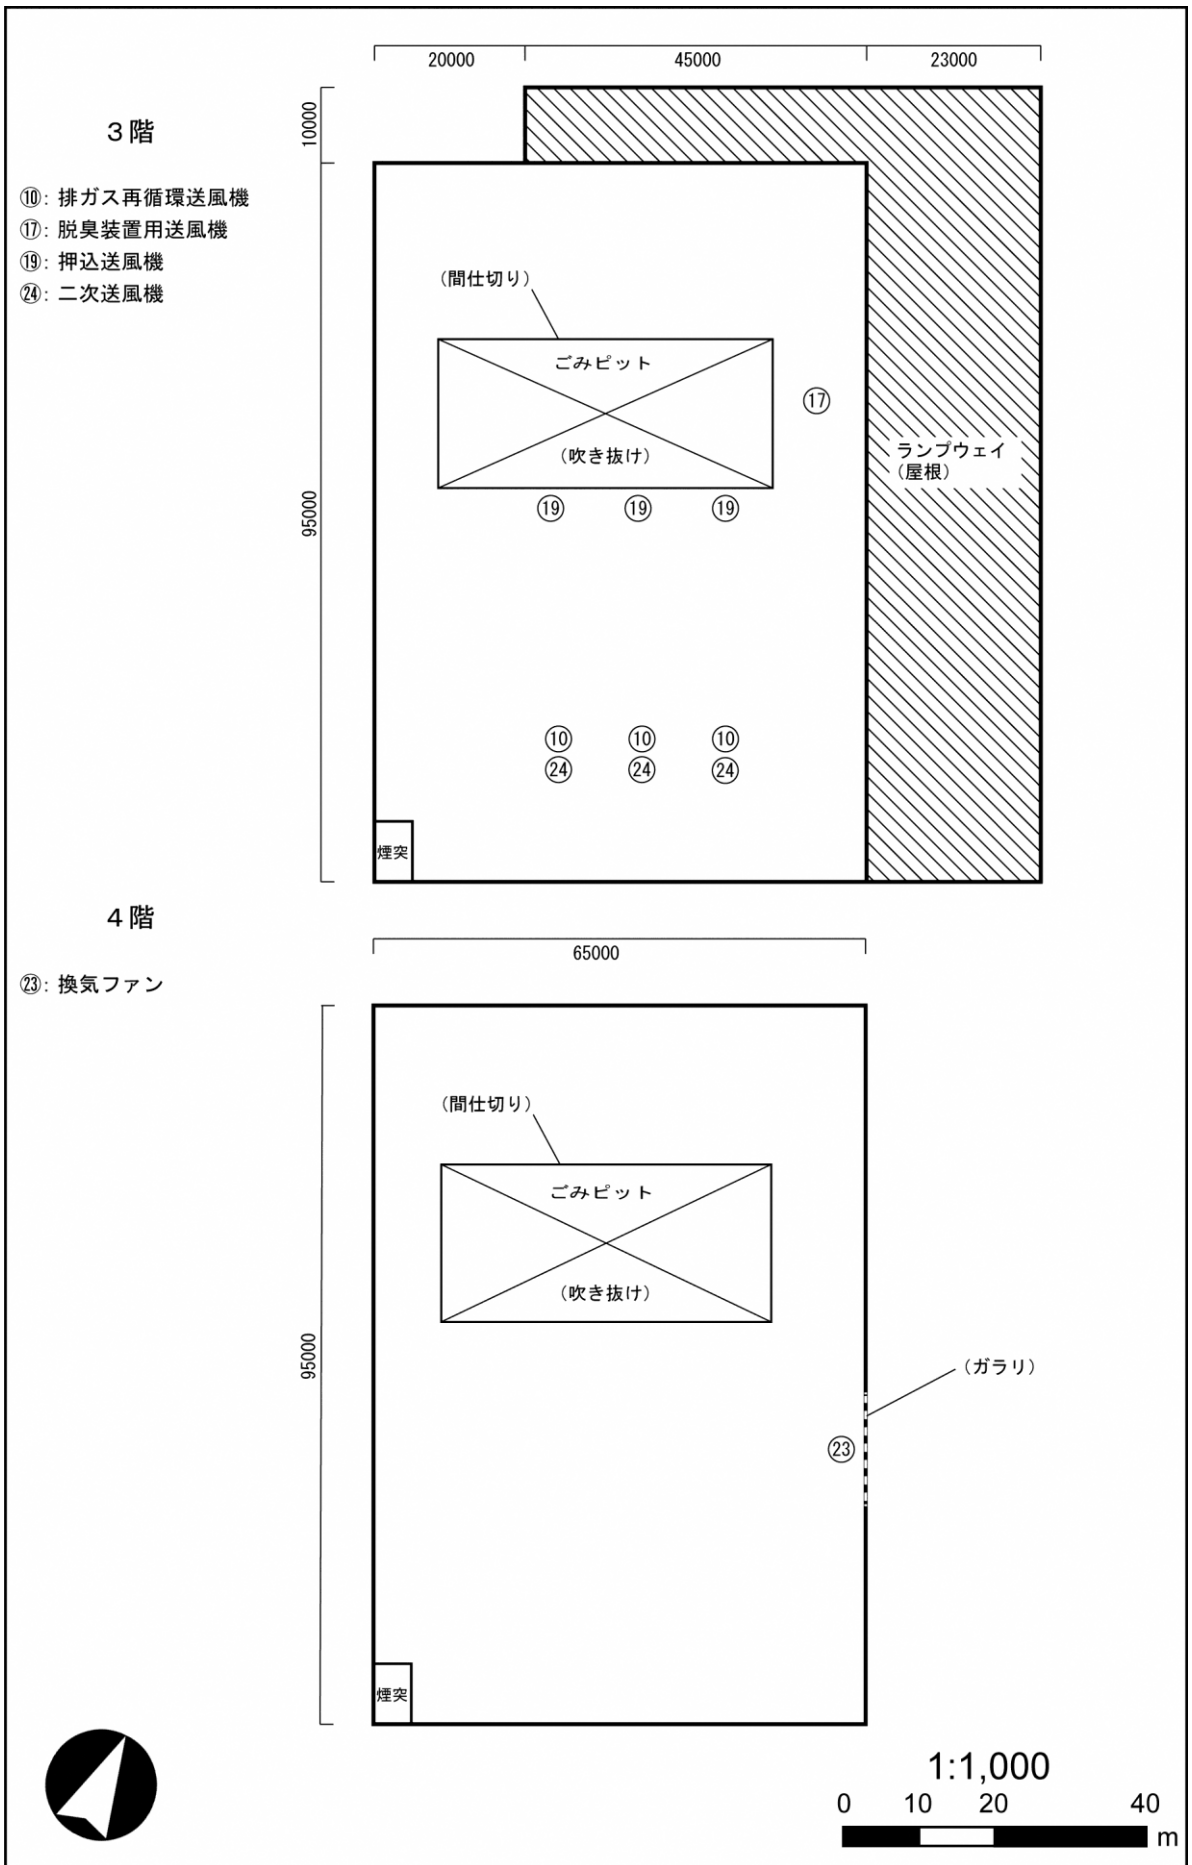 20000
45000
23000
10000
3階
⑩: 排ガス再循環送風機
⑰: 脱臭装置用送風機
⑲: 押込送風機
㉔: 二次送風機
(間仕切り)
ごみピット
(吹き抜け)
⑰
ランプウェイ
(屋根)
95000
⑲ ⑲ ⑲
⑩ ⑩ ⑩
㉔ ㉔ ㉔
煙突
4階
65000
㉓: 換気ファン
(間仕切り)
ごみピット
(吹き抜け)
95000
(ガラリ)
㉓
煙突
1:1,000
0 10 20 40
m